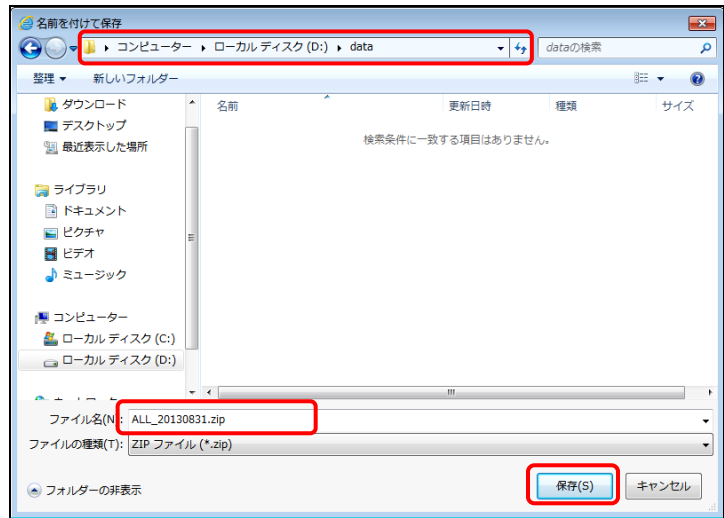 名前を付けて保存
コンピューター ▸ ローカル ディスク (D:) ▸ data
dataの検索
整理 新しいフォルダー
名前 更新日時 種類 サイズ
検索条件に一致する項目はありません。
ダウンロード
デスクトップ
最近表示した場所
ライブラリ
ドキュメント
ピクチャ
ビデオ
ミュージック
コンピューター
ローカル ディスク (C:)
ローカル ディスク (D:)
ファイル名(N): ALL_20130831.zip
ファイルの種類(T): ZIP ファイル (*.zip)
フォルダーの非表示
保存(S) キャンセル